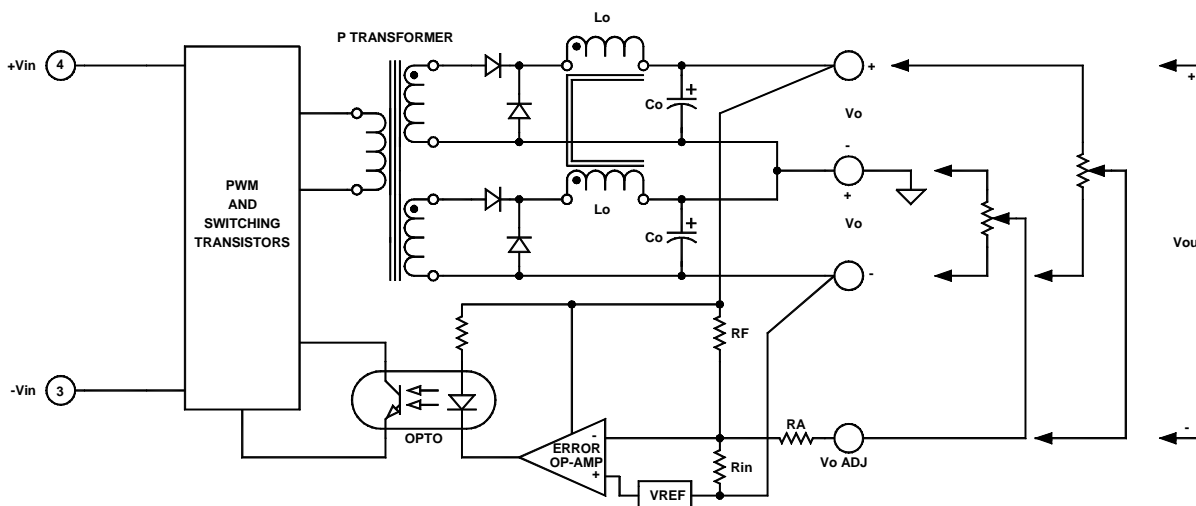 Lo
P TRANSFORMER
+Vin
4
+
+
+
Co
Vo
PWM
AND
SWITCHING
TRANSISTORS
-
+
Lo
+
Co
Vo
Vou
-
RF
-Vin
3
OPTO
ERROR
OP-AMP
-
+
RA
Vo ADJ
-
Rin
VREF